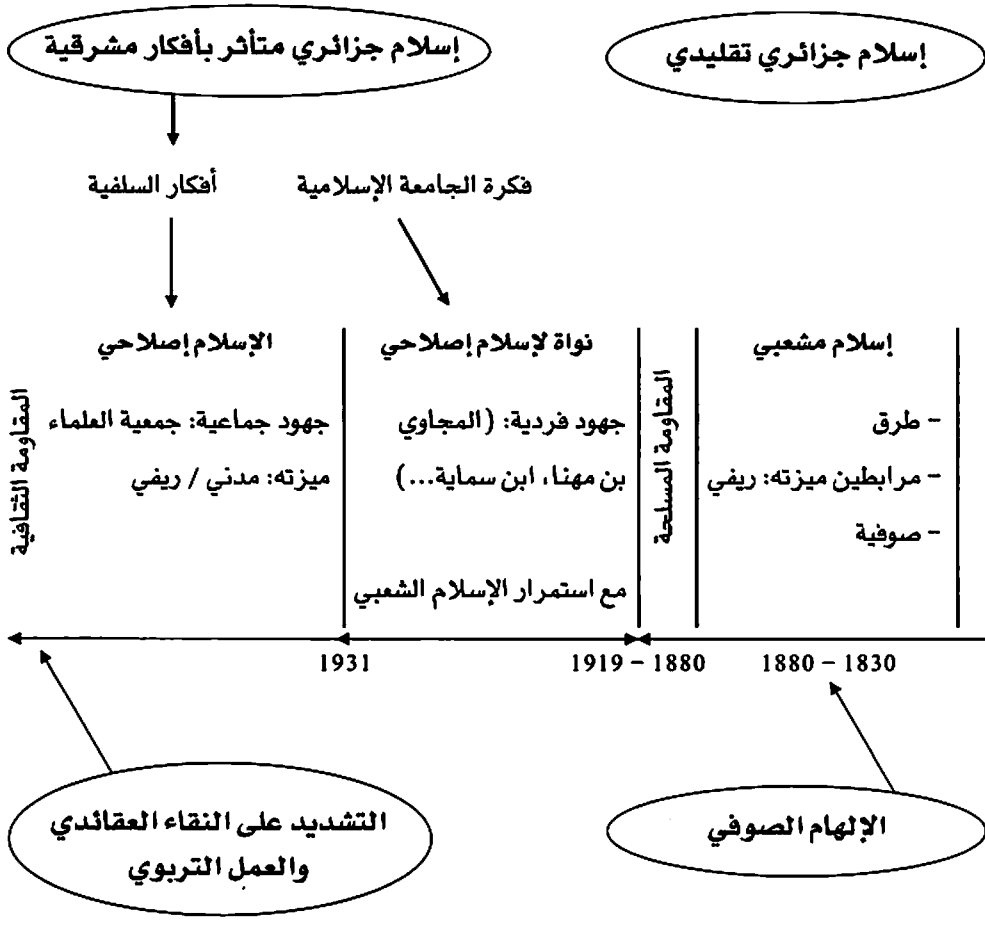 إسلام جزائري تقليدي
إسلام جزائري متأثر بأفكار مشرقية
فكرة الجامعة الإسلامية
أفكار السلفية
إسلام مشعبي
- طرق
- مرابطين ميزته: ريفي
- صوفية
المقاومة المسلحة
نواة لإسلام إصلاحي
جهود فردية: (المجاوي
بن مهنا، ابن سماية...)
مع استمرار الإسلام الشعبي
الإسلام إصلاحي
جهود جماعية: جمعية العلماء
ميزته: مدني / ريفي
المقاومة الثقافية
1880 – 1830
1919 – 1880
1931
الإلهام الصوفي
التشديد على النقاء العقائدي
والعمل التربوي